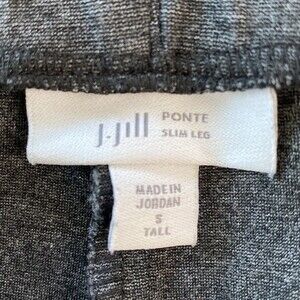 J.Jill PONTE
SLIM LEG
MADE IN
JORDAN
S
TALL